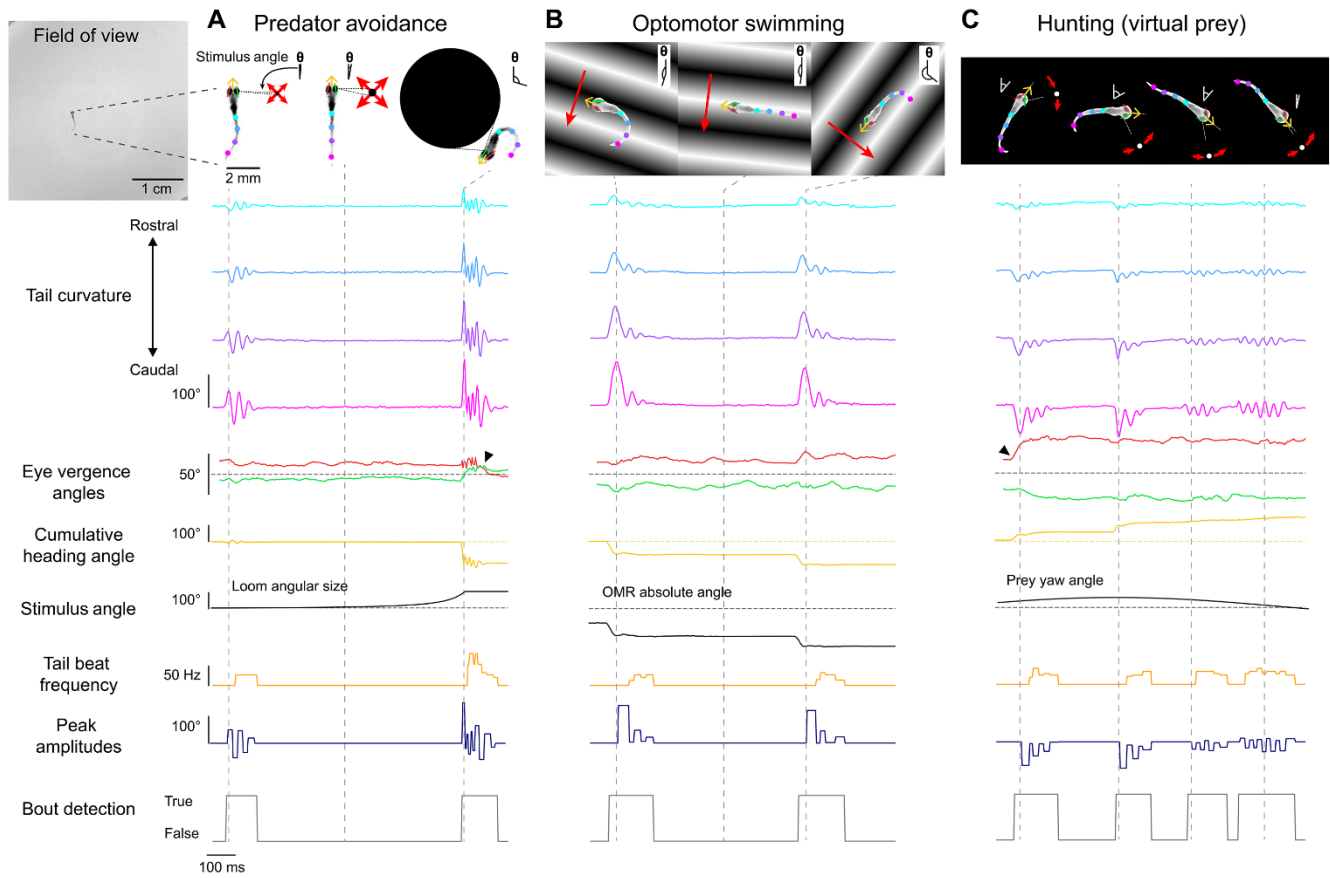 A Predator avoidance
B Optomotor swimming
C Hunting (virtual prey)
Field of view
Stimulus angle
θ
θ
θ
θ
θ
θ
1 cm
2 mm
Rostral
Tail curvature
Caudal
100°
Eye vergence
angles
50°
Cumulative
heading angle
100°
Stimulus angle
100°
Loom angular size
OMR absolute angle
Prey yaw angle
Tail beat
frequency
50 Hz
Peak
amplitudes
100°
Bout detection
True
False
100 ms